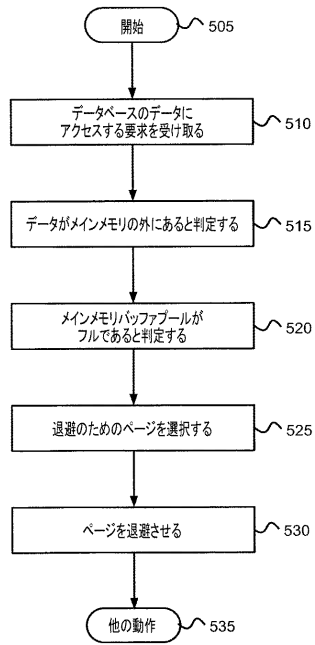 開始
505
データベースのデータに
アクセスする要求を受け取る
510
データがメインメモリの外にあると判定する
515
メインメモリバッファプールが
フルであると判定する
520
退避のためのページを選択する
525
ページを退避させる
530
他の動作
535